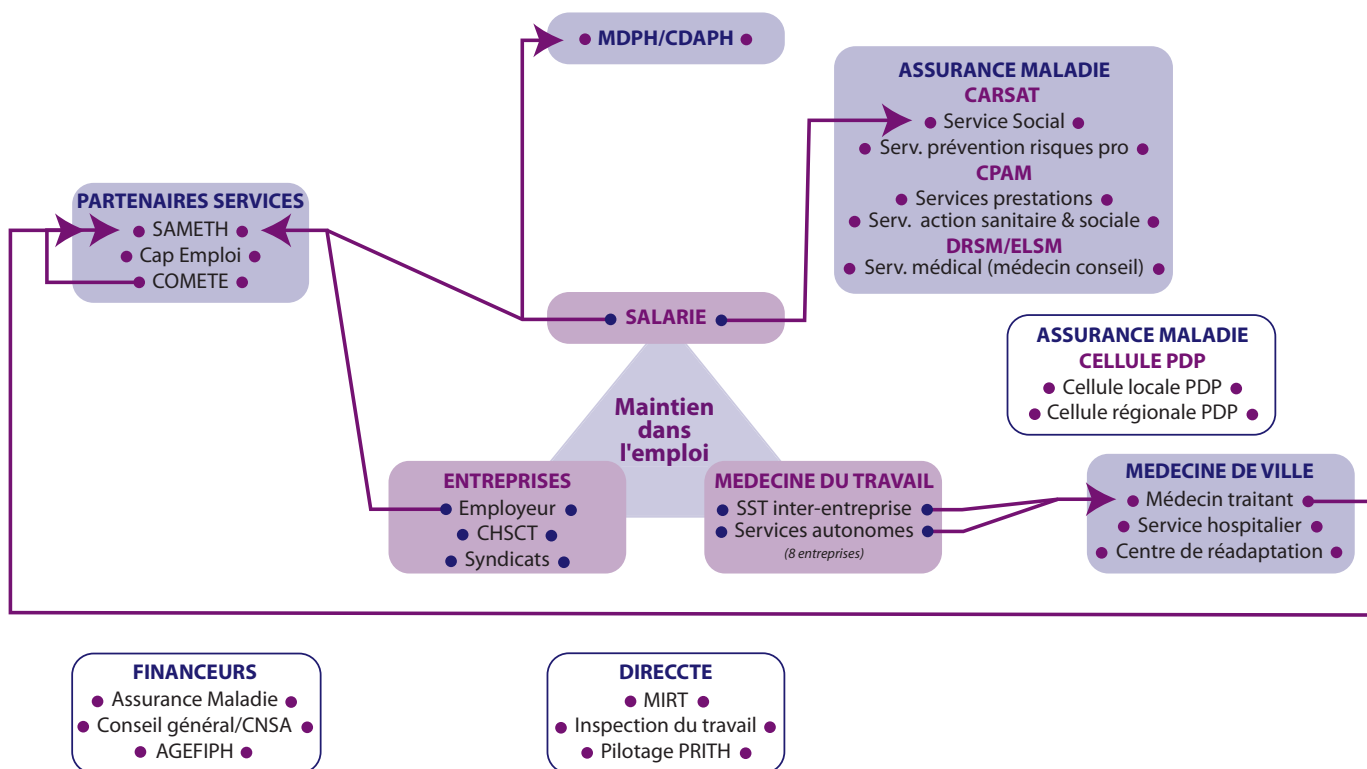 MDPH/CDAPH
ASSURANCE MALADIE
CARSAT
Service Social
Serv. prévention risques pro
CPAM
Services prestations
Serv. action sanitaire & sociale
DRSM/ELSM
Serv. médical (médecin conseil)
PARTENAIRES SERVICES
SAMETH
Cap Emploi
COMETE
SALARIE
ASSURANCE MALADIE
CELLULE PDP
Cellule locale PDP
Cellule régionale PDP
Maintien
dans
l'emploi
ENTREPRISES
Employeur
CHSCT
Syndicats
MEDECINE DU TRAVAIL
SST inter-entreprise
Services autonomes
(8 entreprises)
MEDECINE DE VILLE
Médecin traitant
Service hospitalier
Centre de réadaptation
FINANCEURS
Assurance Maladie
Conseil général/CNSA
AGEFIPH
DIRECCTE
MIRT
Inspection du travail
Pilotage PRITH